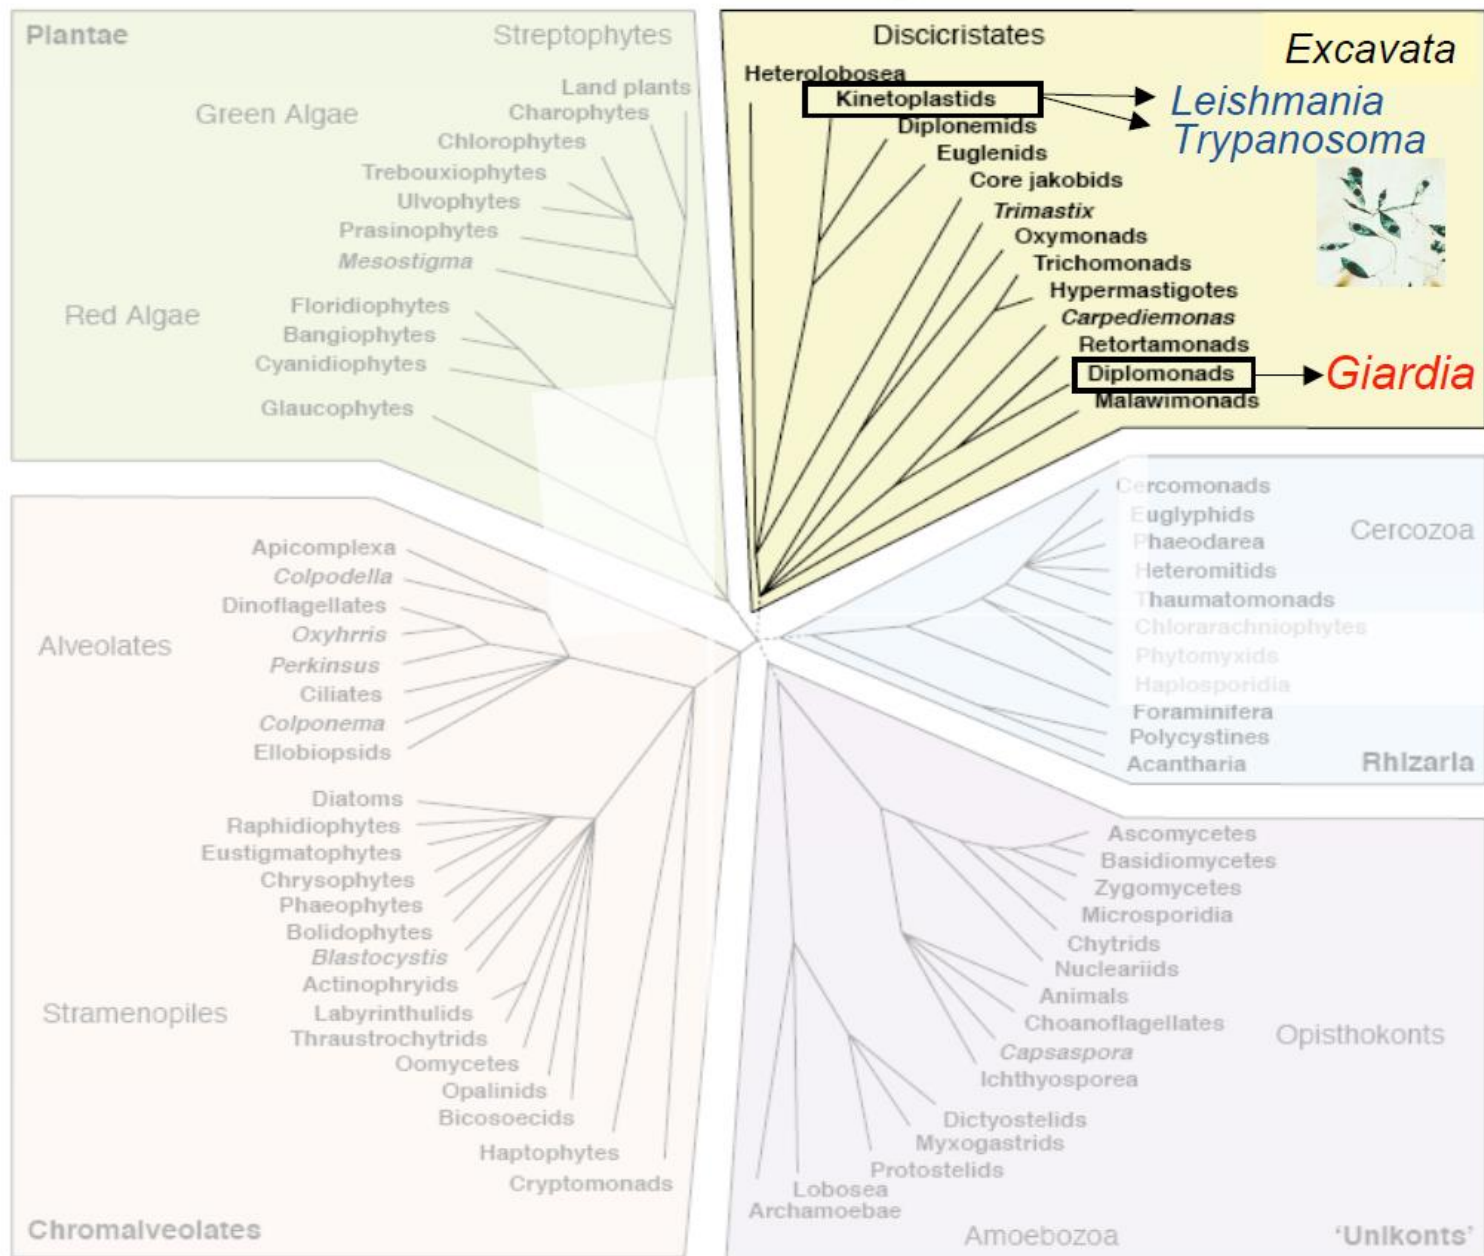 Plantae
Streptophytes
Land plants
Green Algae
Charophytes
Chlorophytes
Trebouxiophytes
Ulvophytes
Prasinophytes
Mesostigma
Red Algae
Floridiophytes
Bangiophytes
Cyanidiophytes
Glaucophytes
Discicristates
Excavata
Heterolobosea
Kinetoplastids
Leishmania
Trypanosoma
Diplonemids
Euglenids
Core jakobids
Trimastix
Oxymonads
Trichomonads
Hypermastigotes
Carpediemonas
Retortamonads
Diplomonads
Giardia
Malawimonads
Cercomonads
Euglyphids
Cercozoa
Phaeodarea
Heteromitids
Thaumatomonads
Chlorarachniophytes
Phytomyxids
Haplosporidia
Foraminifera
Polycystines
Acantharia
Rhizaria
Apicomplexa
Colpodella
Dinoflagellates
Oxyhrris
Alveolates
Perkinsus
Ciliates
Colponema
Ellobiopsids
Diatoms
Raphidiophytes
Eustigmatophytes
Chrysophytes
Phaeophytes
Bolidophytes
Blastocystis
Actinophryids
Stramenopiles
Labyrinthulids
Thraustrochytrids
Oomycetes
Opalinids
Bicosoecids
Haptophytes
Cryptomonads
Chromalveolates
Ascomycetes
Basidiomycetes
Zygomycetes
Microsporidia
Chytrids
Nucleariids
Animals
Choanoflagellates
Opisthokonts
Capsaspora
Ichthyosporea
Dictyostelids
Myxogastrids
Protostelids
Lobosea
Archamoebae
Amoebozoa
‘Unikonts’